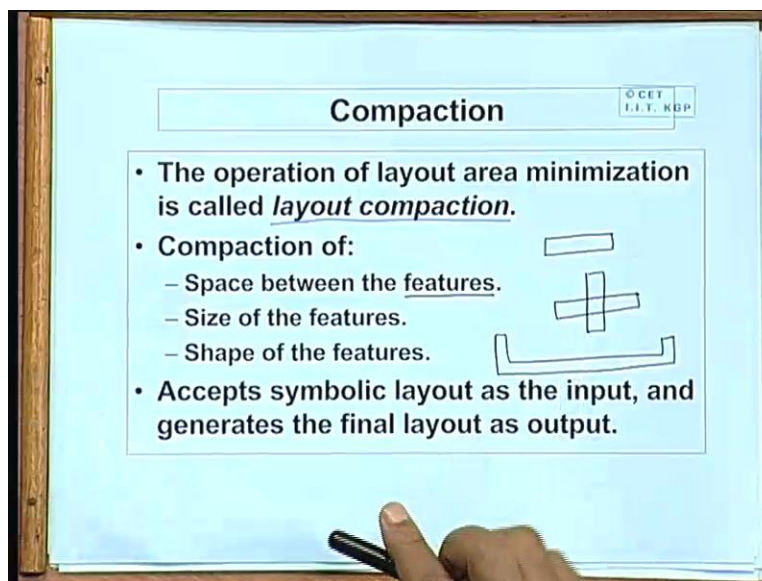 Compaction
© CET
I.I.T. KGP
• The operation of layout area minimization
is called layout compaction.
• Compaction of:
– Space between the features.
– Size of the features.
– Shape of the features.
• Accepts symbolic layout as the input, and
generates the final layout as output.